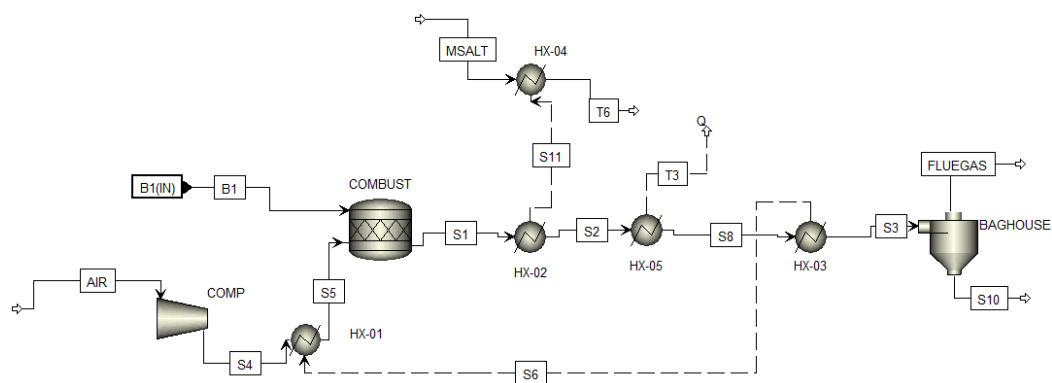 MSALT
HX-04
T6
S11
Q
T3
FLUEGAS
B1(IN)
B1
COMBUST
S1
HX-02
S2
HX-05
S8
HX-03
S3
BAGHOUSE
AIR
COMP
S5
S10
S4
HX-01
S6